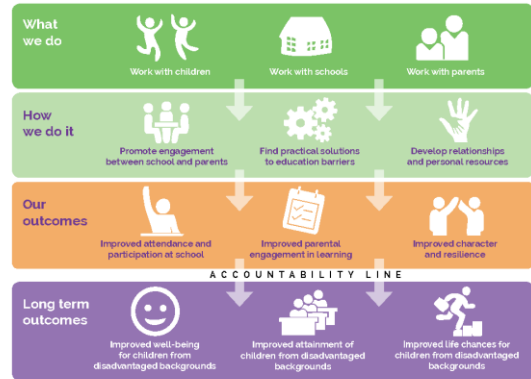 What
we do
Work with children
Work with schools
Work with parents
How
we do it
Promote engagement
between school and parents
Find practical solutions
to education barriers
Develop relationships
and personal resources
Our
outcomes
Improved attendance and
participation at school
Improved parental
engagement in learning
Improved character
and resilience
ACCOUNTABILITY LINE
Long term
outcomes
Improved well-being
for children from
disadvantaged backgrounds
Improved attainment of
children from disadvantaged
backgrounds
Improved life chances for
children from disadvantaged
backgrounds